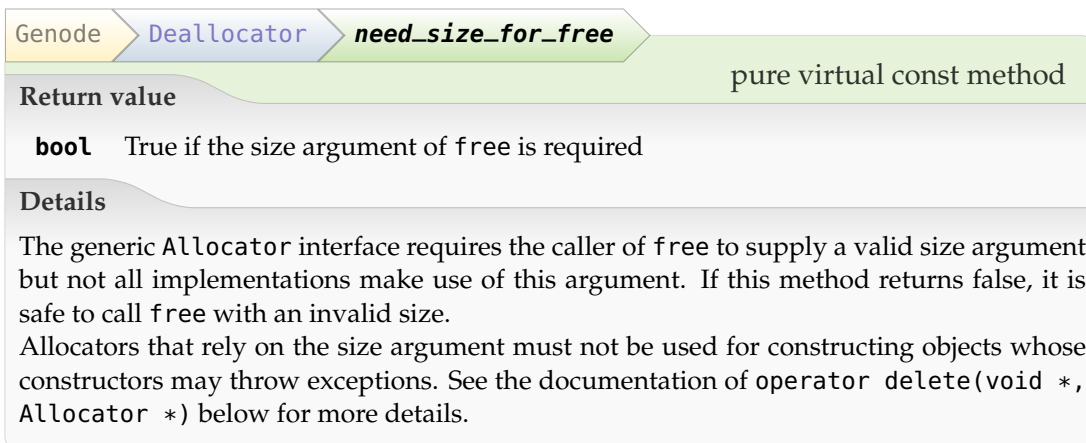 Genode Deallocator need_size_for_free
pure virtual const method
Return value
bool True if the size argument of free is required
Details
The generic Allocator interface requires the caller of free to supply a valid size argument
but not all implementations make use of this argument. If this method returns false, it is
safe to call free with an invalid size.
Allocators that rely on the size argument must not be used for constructing objects whose
constructors may throw exceptions. See the documentation of operator delete(void *,
Allocator *) below for more details.